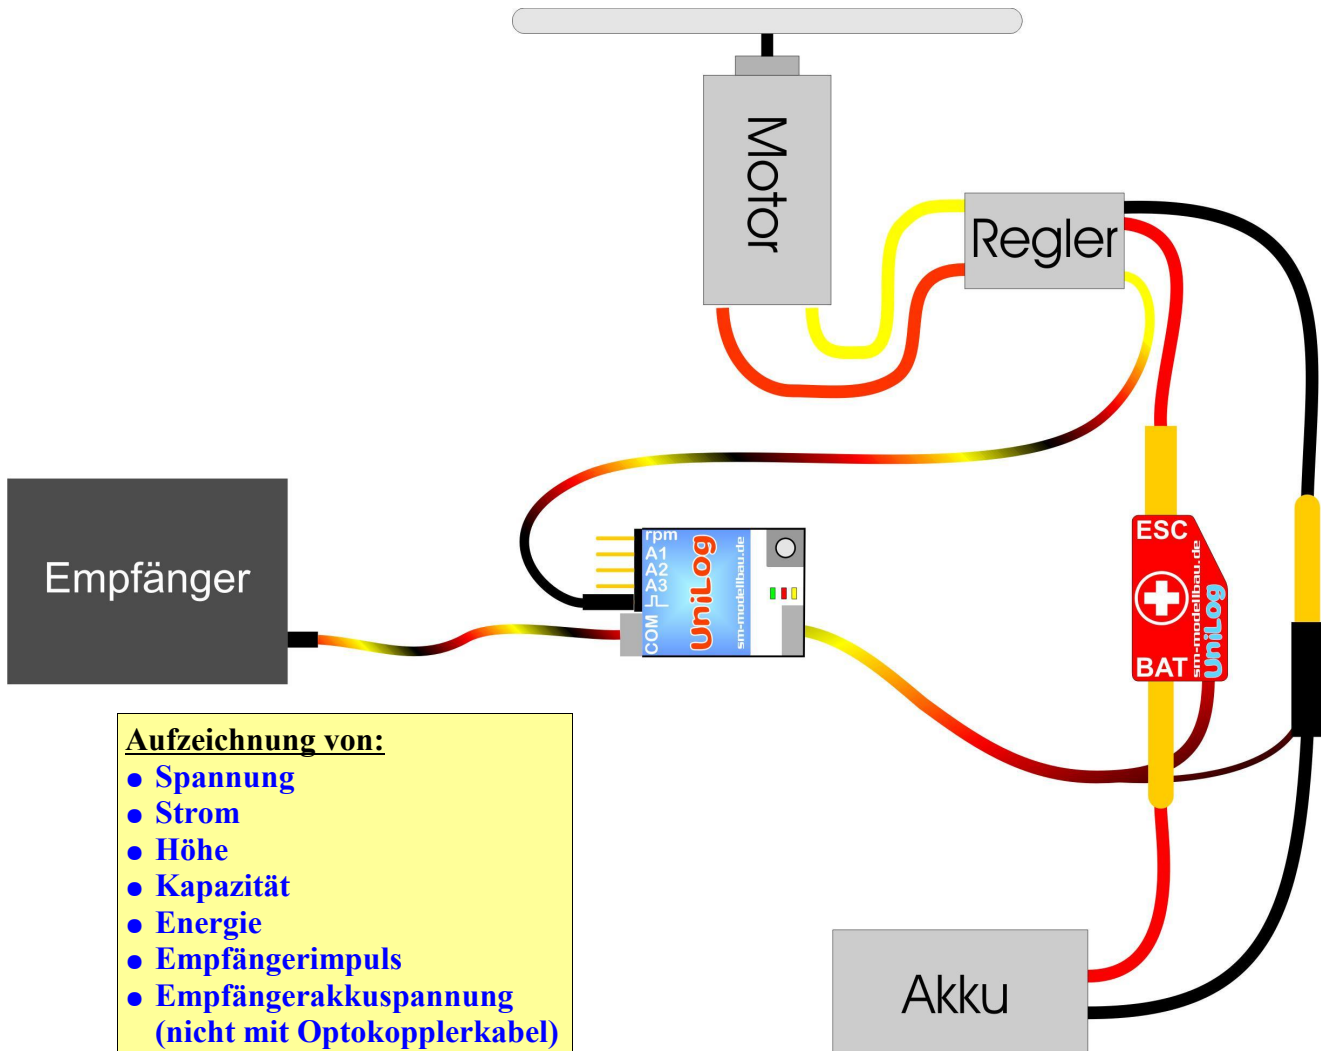 Motor
Regler
Empfänger
rpm
A1
A2
A3
COM
UniLog
sm-modellbau.de
ESC
BAT
sm-modellbau.de
UniLog
Aufzeichnung von:
● Spannung
● Strom
● Höhe
● Kapazität
● Energie
● Empfängerimpuls
● Empfängerakkuspannung
(nicht mit Optokopplerkabel)
Akku